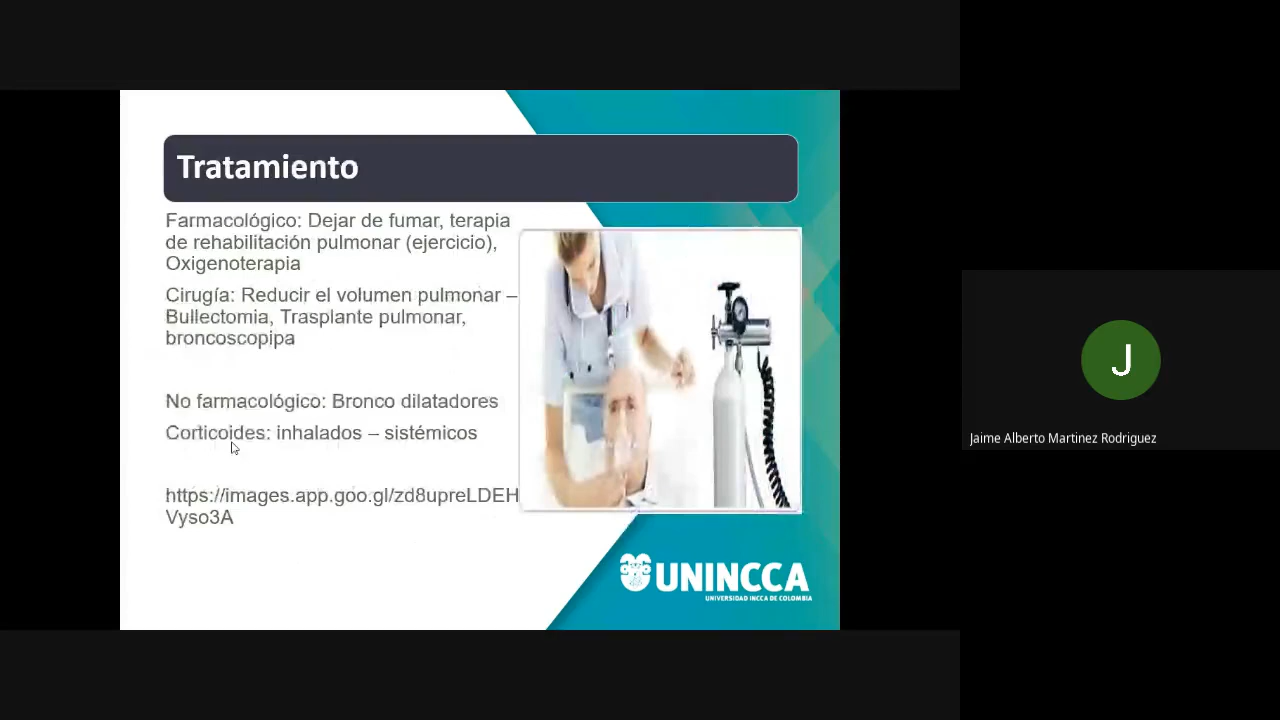 Tratamiento
Farmacológico: Dejar de fumar, terapia
de rehabilitación pulmonar (ejercicio),
Oxigenoterapia
Cirugía: Reducir el volumen pulmonar –
Bullectomia, Trasplante pulmonar,
broncoscopipa
No farmacológico: Bronco dilatadores
Corticoides: inhalados – sistémicos
https://images.app.goo.gl/zd8upreLDEH
Vyso3A
UNINCCA
UNIVERSIDAD INCCA DE COLOMBIA
J
Jaime Alberto Martinez Rodriguez